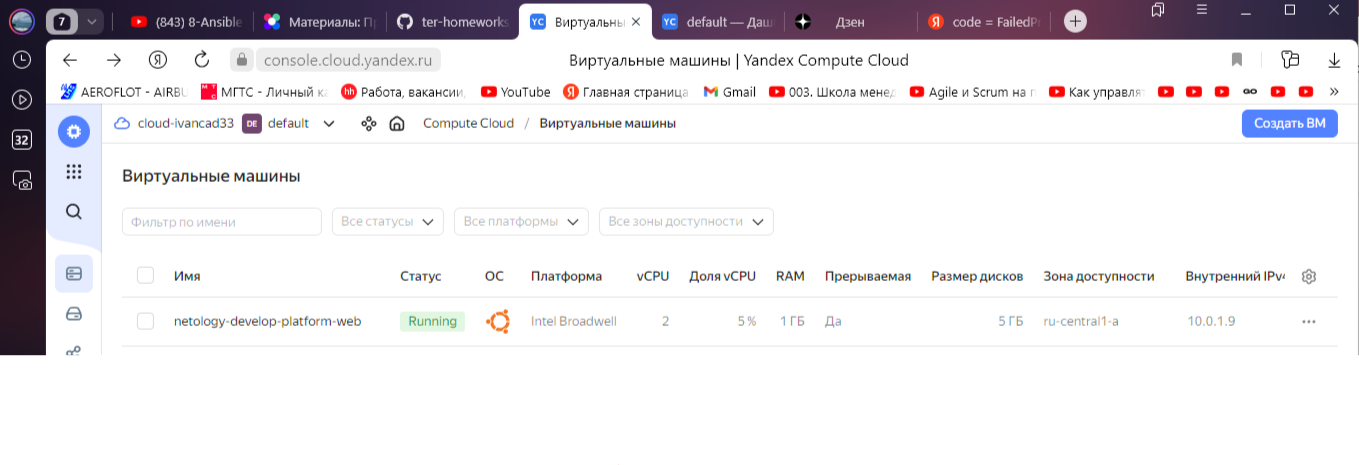 7 (843) 8-Ansible Материалы: П ter-homeworks Виртуальны default — Даш Дзен code = FailedP
console.cloud.yandex.ru Виртуальные машины | Yandex Compute Cloud
AEROFLOT - AIRBU МГТС - Личный к Работа, вакансии, YouTube Главная страница Gmail 003. Школа менед Agile и Scrum на Как управля
32
cloud-ivancad33 DE default Compute Cloud / Виртуальные машины Создать ВМ
Виртуальные машины
Фильтр по имени Все статусы Все платформы Все зоны доступности
Имя Статус ОС Платформа vCPU Доля vCPU RAM Прерываемая Размер дисков Зона доступности Внутренний IPv4
netology-develop-platform-web Running Intel Broadwell 2 5 % 1 ГБ Да 5 ГБ ru-central1-a 10.0.1.9